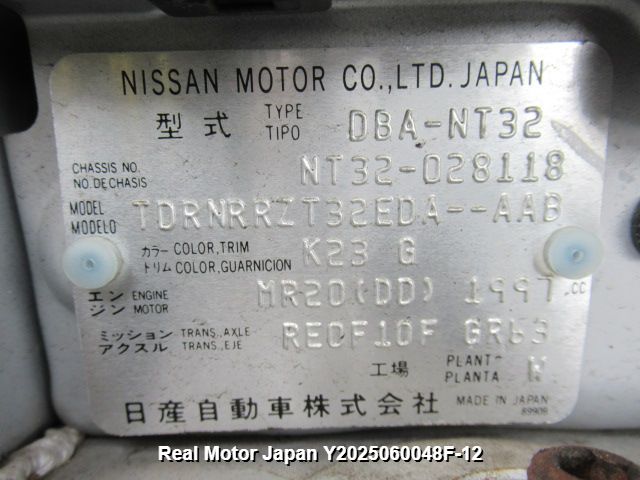 NISSAN MOTOR CO.,LTD. JAPAN
型式 TYPE TIPO DBA-NT32
CHASSIS NO. NO. DE CHASIS NT32-028118
MODEL MODELO TDRNRRZT32EDA--AAB
カラー COLOR, TRIM トリム COLOR, GUARNICION K23 G
エンジン ENGINE MOTOR MR20(DD) 1997 CC
ミッション TRANS., AXLE アクスル TRANS., EJE RE0F10F GR63
工場 PLANT PLANTA W
日産自動車株式会社 MADE IN JAPAN
89909
Real Motor Japan Y2025060048F-12